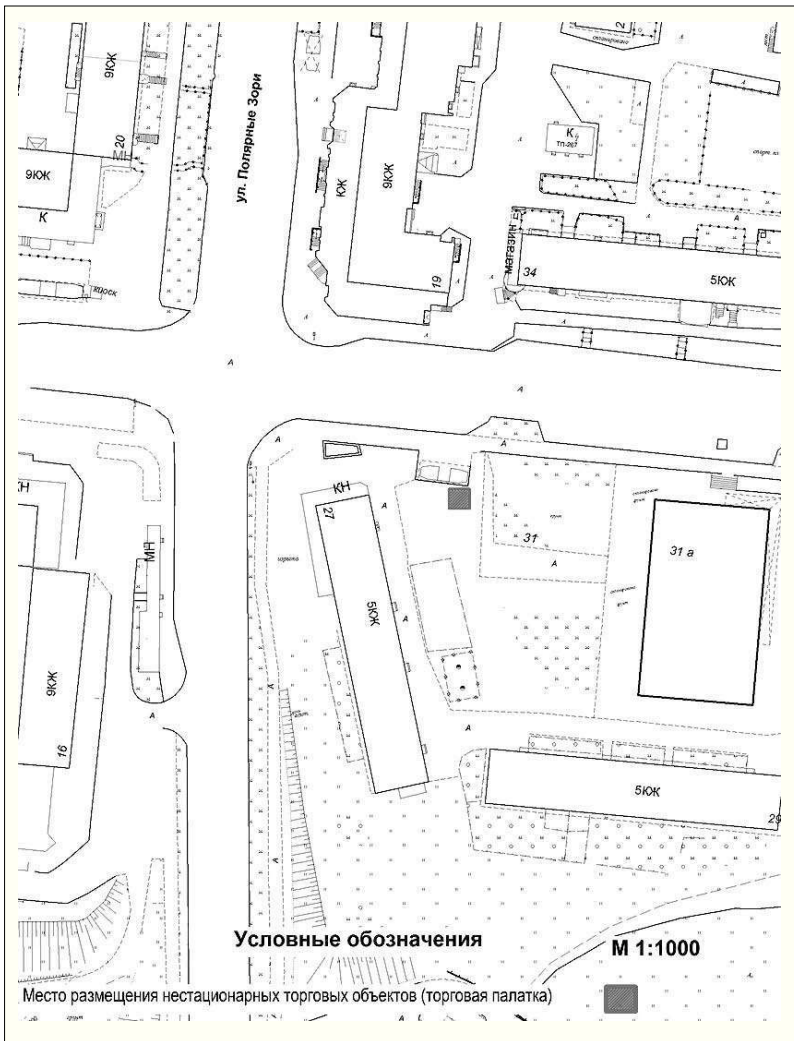 9КЖ
20
МН
9КЖ
К
киоск
ул. Полярные Зори
КЖ
9КЖ
19
К
ТП-267
магазин
34
5КЖ
А
А
А
А
КН
27
А
31
А
31 а
КН
МН
5КЖ
А
9КЖ
16
А
А
5КЖ
29
Условные обозначения
М 1:1000
Место размещения нестационарных торговых объектов (торговая палатка)